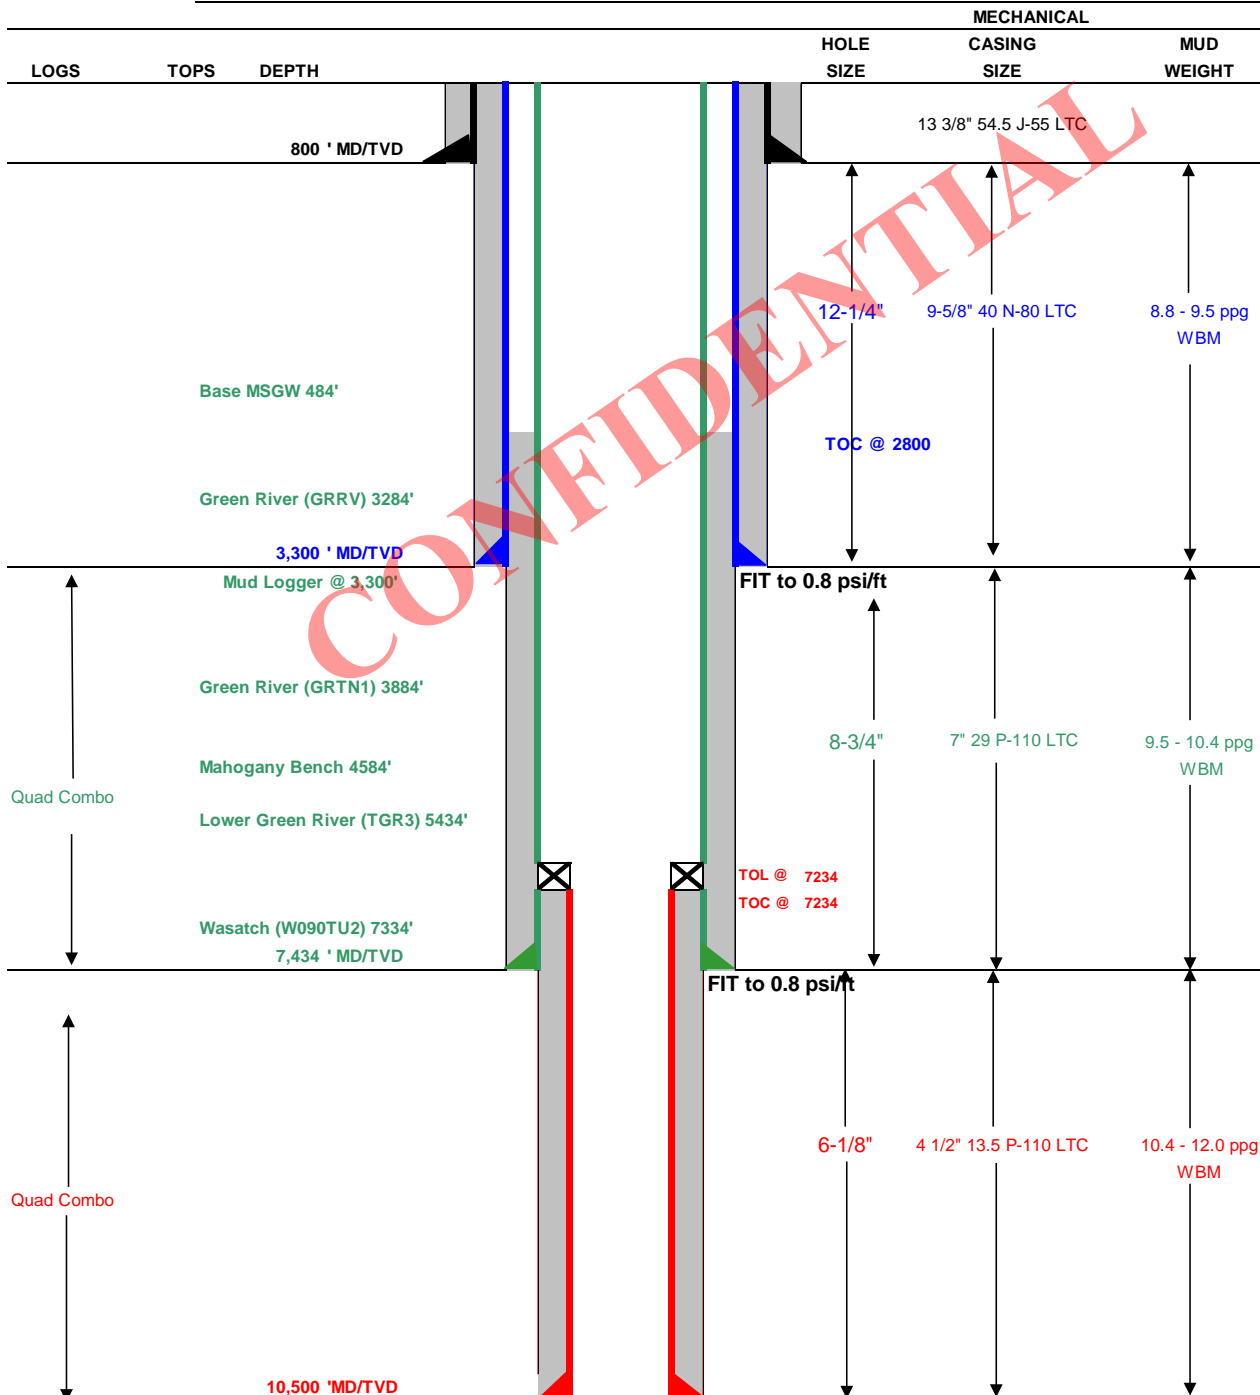 MECHANICAL
HOLE CASING MUD
LOGS TOPS DEPTH SIZE SIZE WEIGHT
13 3/8" 54.5 J-55 LTC
800 ' MD/TVD
CONFIDENTIAL
12-1/4" 9-5/8" 40 N-80 LTC 8.8 - 9.5 ppg
WBM
Base MSGW 484'
TOC @ 2800
Green River (GRRV) 3284'
3,300 ' MD/TVD
Mud Logger @ 3,300' FIT to 0.8 psi/ft
Green River (GRTN1) 3884'
8-3/4" 7" 29 P-110 LTC 9.5 - 10.4 ppg
WBM
Mahogany Bench 4584'
Quad Combo
Lower Green River (TGR3) 5434'
TOL @ 7234
TOC @ 7234
Wasatch (W090TU2) 7334'
7,434 ' MD/TVD
FIT to 0.8 psi/ft
6-1/8" 4 1/2" 13.5 P-110 LTC 10.4 - 12.0 ppg
WBM
Quad Combo
10,500 'MD/TVD